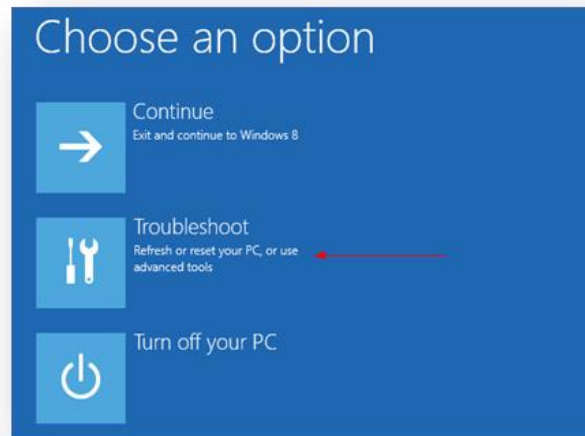 Choose an option
Continue
Exit and continue to Windows 8
Troubleshoot
Refresh or reset your PC, or use
advanced tools
Turn off your PC